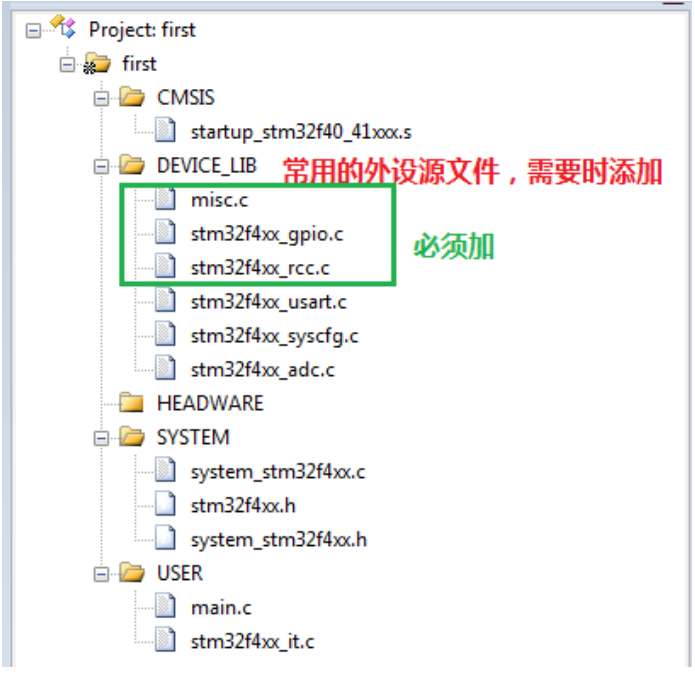 Project: first
first
CMSIS
startup_stm32f40_41xxx.s
DEVICE_LIB 常用的外设源文件，需要时添加
misc.c
stm32f4xx_gpio.c 必须加
stm32f4xx_rcc.c
stm32f4xx_usart.c
stm32f4xx_syscfg.c
stm32f4xx_adc.c
HEADWARE
SYSTEM
system_stm32f4xx.c
stm32f4xx.h
system_stm32f4xx.h
USER
main.c
stm32f4xx_it.c